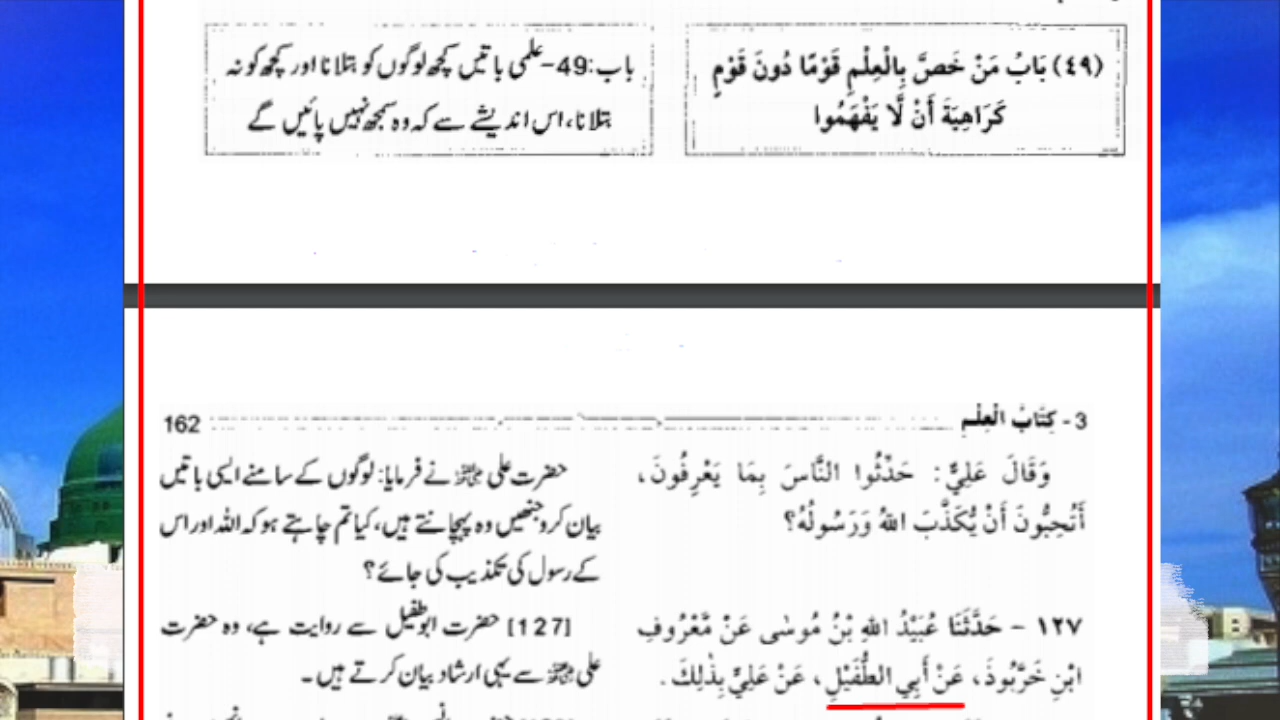 (٤٩) بَابُ مَنْ خَصَّ بِالْعِلْمِ قَوْمًا دُونَ قَوْمٍ
كَرَاهِيَةَ أَنْ لَّا يَفْهَمُوا
باب:49-علمی باتیں کچھ لوگوں کو بتلانا اور کچھ کو نہ
بتلانا، اس اندیشے سے کہ وہ سمجھ نہیں پائیں گے
3 - كِتَابُ الْعِلْمِ
162
وَقَالَ عَلِيٌّ: حَدِّثُوا النَّاسَ بِمَا يَعْرِفُونَ،
أَتُحِبُّونَ أَنْ يُّكَذَّبَ اللهُ وَرَسُولُهُ؟
١٢٧ - حَدَّثَنَا عُبَيْدُ اللهِ بْنُ مُوسٰى عَنْ مَّعْرُوفِ
ابْنِ خَرَّبُوذَ، عَنْ أَبِي الطُّفَيْلِ، عَنْ عَلِيٍّ بِذٰلِكَ.
حضرت علی ؓ نے فرمایا: لوگوں کے سامنے ایسی باتیں
بیان کرو جنھیں وہ پہچانتے ہیں، کیا تم چاہتے ہو کہ اللہ اور اس
کے رسول کی تکذیب کی جائے؟
[127] حضرت ابوطفیل سے روایت ہے، وہ حضرت
علی ؓ سے یہی ارشاد بیان کرتے ہیں۔